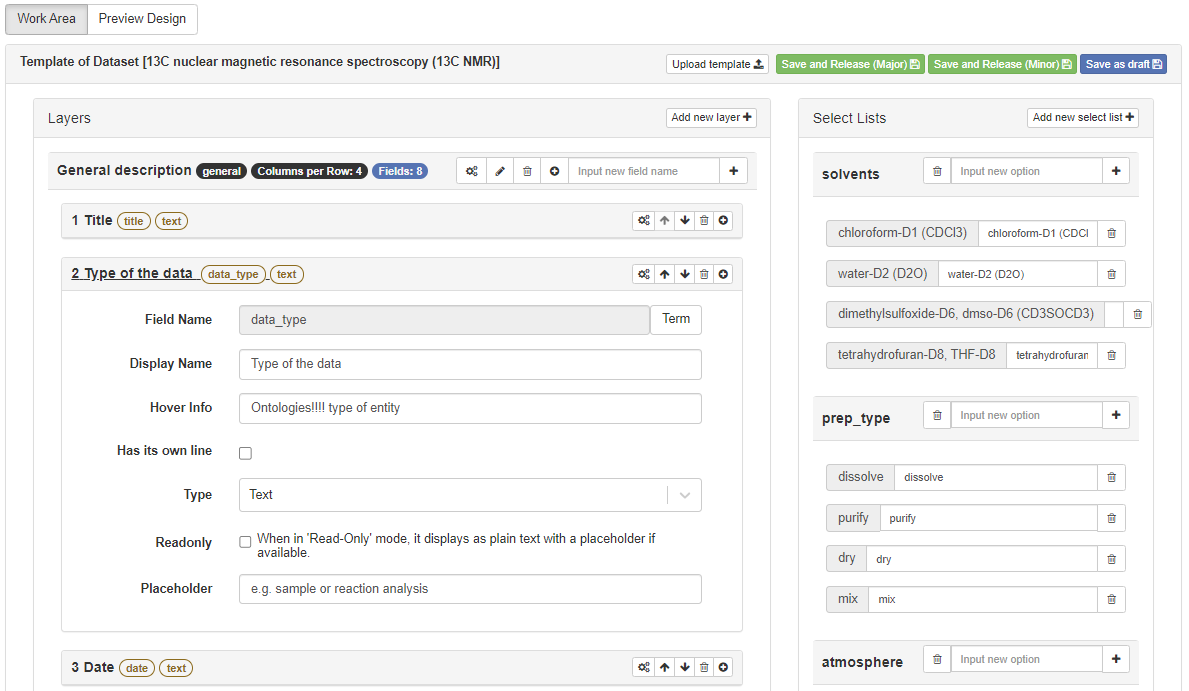 Work Area Preview Design
Template of Dataset [13C nuclear magnetic resonance spectroscopy (13C NMR)]
Upload template Save and Release (Major) Save and Release (Minor) Save as draft
Layers
Add new layer
General description general Columns per Row: 4 Fields: 8 Input new field name
1 Title title text
2 Type of the data data_type text
Field Name data_type Term
Display Name Type of the data
Hover Info Ontologies!!!! type of entity
Has its own line
Type Text
Readonly When in 'Read-Only' mode, it displays as plain text with a placeholder if
available.
Placeholder e.g. sample or reaction analysis
3 Date date text
Select Lists
Add new select list
solvents Input new option
chloroform-D1 (CDCl3) chloroform-D1 (CDCl
water-D2 (D2O) water-D2 (D2O)
dimethylsulfoxide-D6, dmso-D6 (CD3SOCD3)
tetrahydrofuran-D8, THF-D8 tetrahydrofuran
prep_type Input new option
dissolve dissolve
purify purify
dry dry
mix mix
atmosphere Input new option